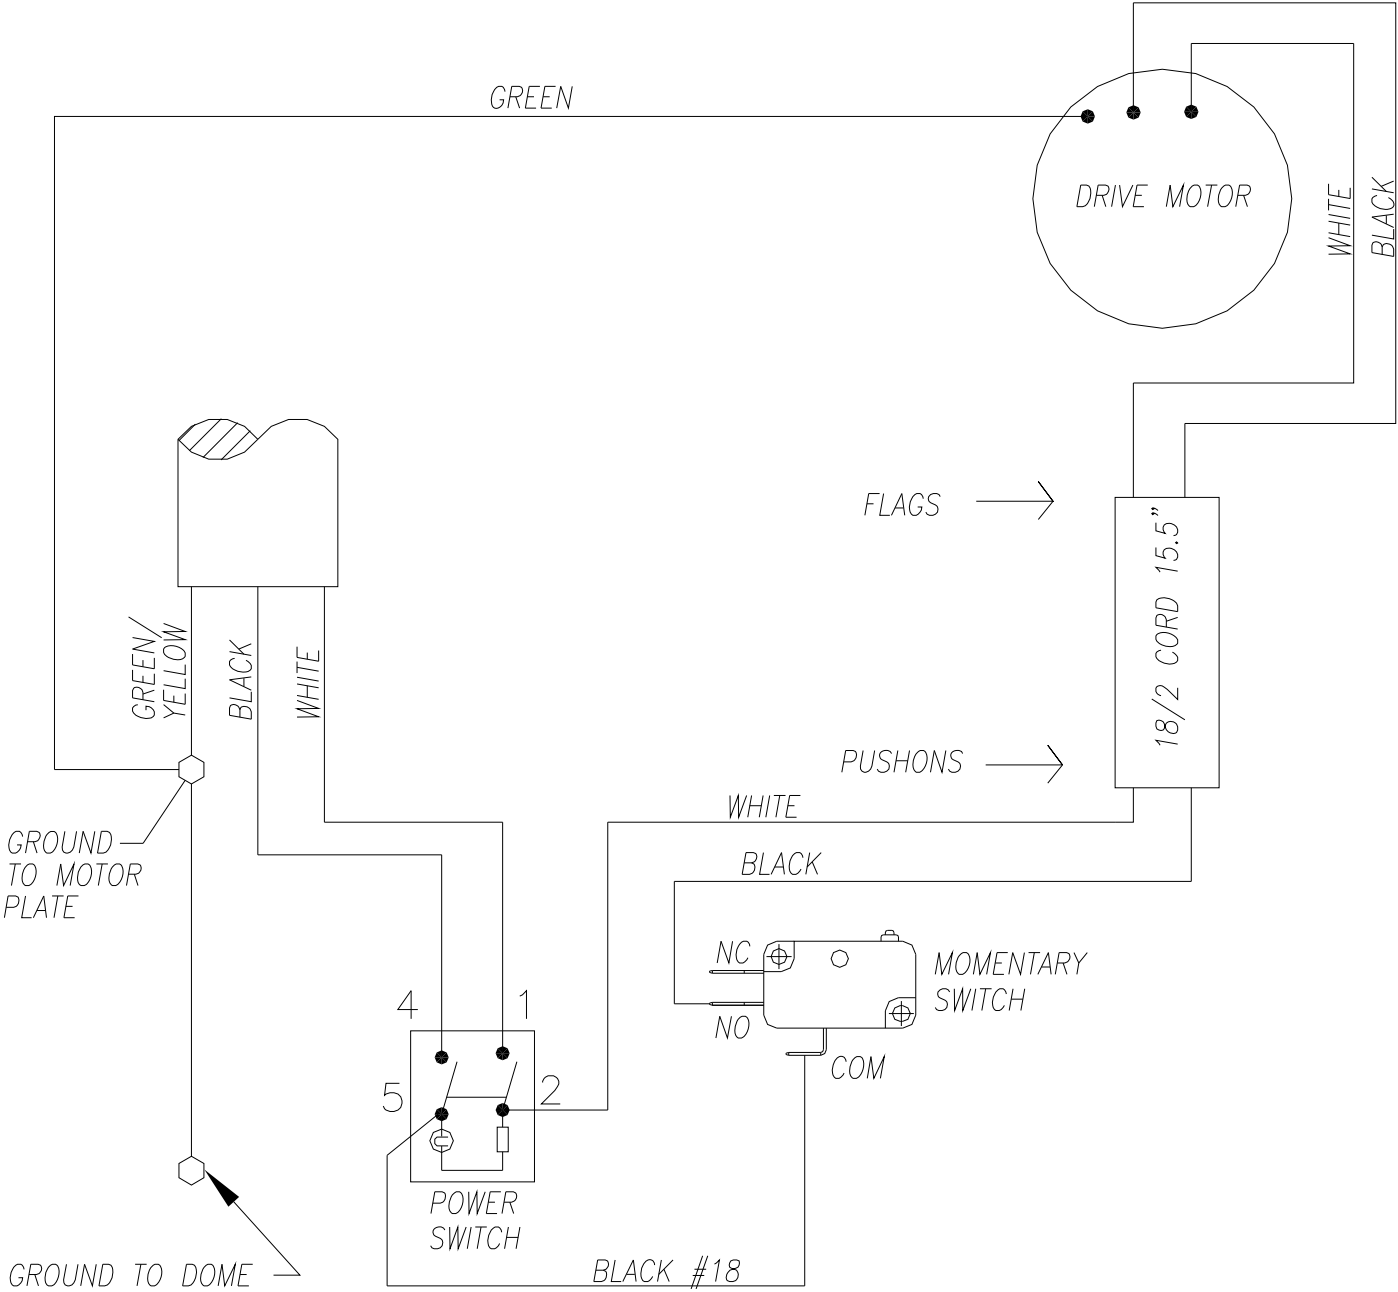 GREEN
DRIVE MOTOR
WHITE
BLACK
FLAGS
18/2 CORD 15.5"
PUSHONS
GREEN/
YELLOW
BLACK
WHITE
GROUND
TO MOTOR
PLATE
WHITE
BLACK
NC
NO
COM
MOMENTARY
SWITCH
4
1
5
2
POWER
SWITCH
BLACK #18
GROUND TO DOME